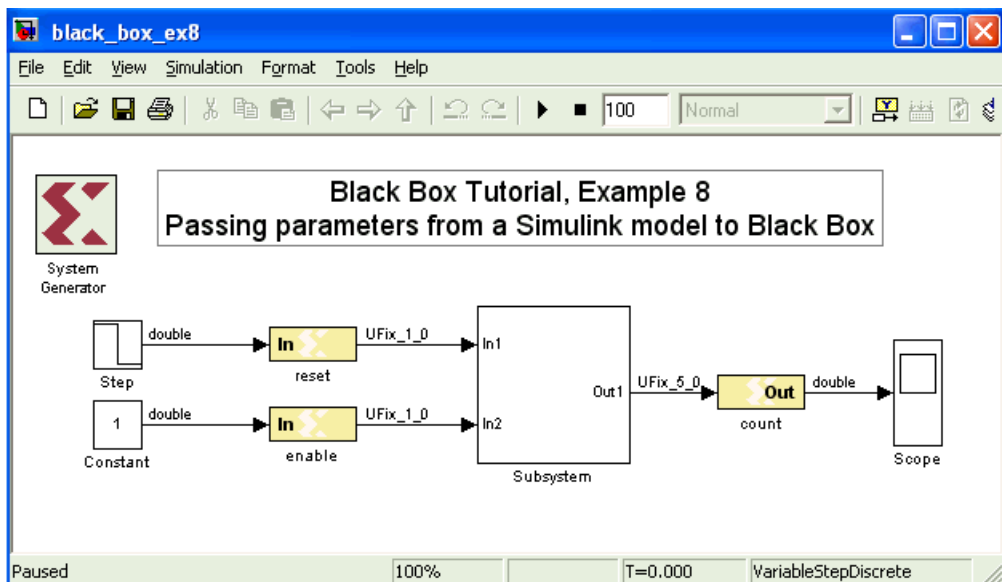 black_box_ex8
File Edit View Simulation Format Tools Help
100 Normal
Black Box Tutorial, Example 8
Passing parameters from a Simulink model to Black Box
System
Generator
double
In
UFix_1_0
In1
reset
Step
Out1
UFix_5_0
Out
double
count
1
double
In
UFix_1_0
In2
enable
Constant
Subsystem
Scope
Paused 100% T=0.000 VariableStepDiscrete